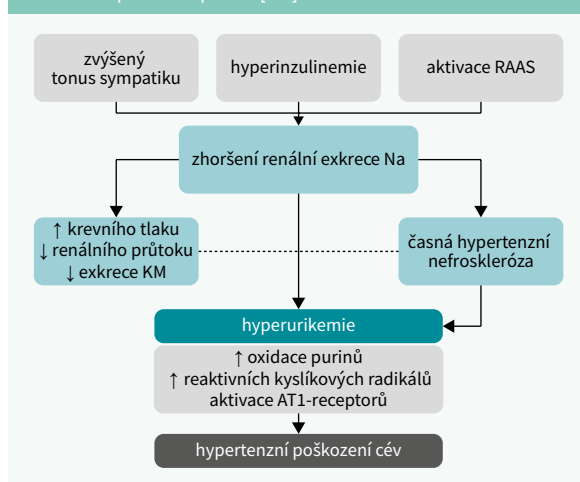 zvýšený
tonus sympatiku
hyperinzulinemie
aktivace RAAS
zhoršení renální exkrece Na
↑ krevního tlaku
↓ renálního průtoku
↓ exkrece KM
časná hypertenzní
nefroskleróza
hyperurikemie
↑ oxidace purinů
↑ reaktivních kyslíkových radikálů
aktivace AT1-receptorů
hypertenzní poškození cév